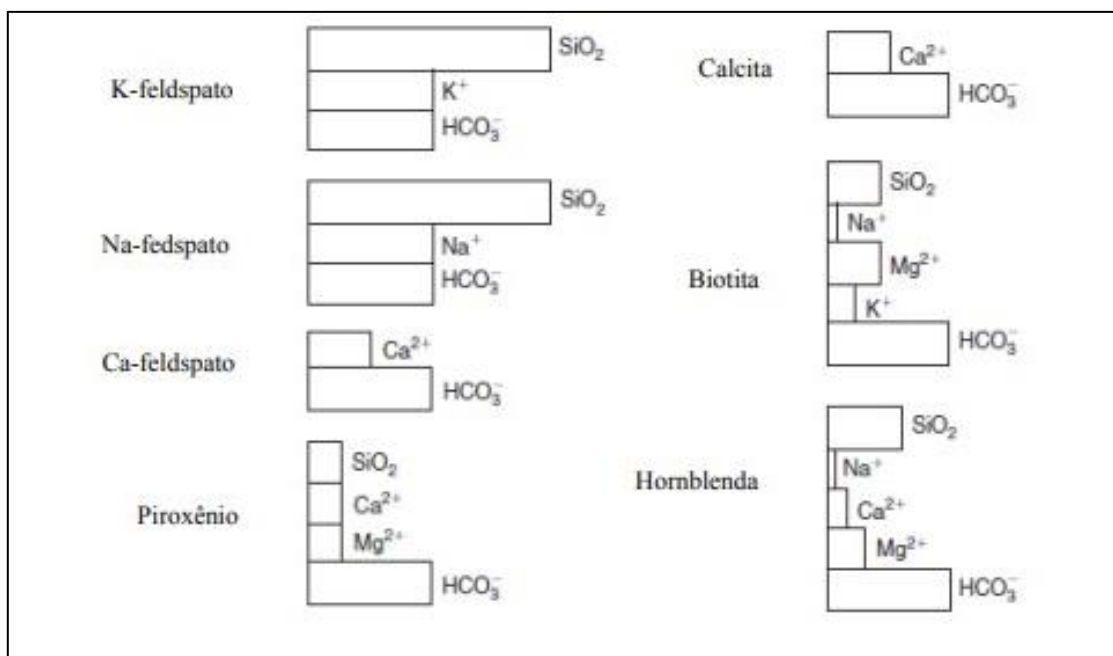 K-feldspato
SiO₂
K⁺
HCO₃⁻
Na-fedspato
SiO₂
Na⁺
HCO₃⁻
Ca-feldspato
Ca²⁺
HCO₃⁻
Piroxênio
SiO₂
Ca²⁺
Mg²⁺
HCO₃⁻
Calcita
Ca²⁺
HCO₃⁻
Biotita
SiO₂
Na⁺
Mg²⁺
K⁺
HCO₃⁻
Hornblenda
SiO₂
Na⁺
Ca²⁺
Mg²⁺
HCO₃⁻